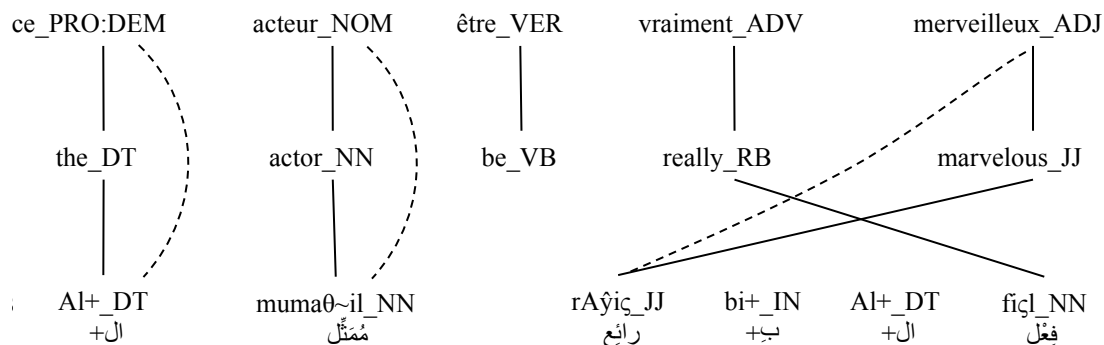 ce_PRO:DEM acteur_NOM être_VER vraiment_ADV merveilleux_ADJ
the_DT actor_NN be_VB really_RB marvelous_JJ
Al+_DT mumaθ~il_NN rAŷiς_JJ bi+_IN Al+_DT fiςl_NN
ال+ مُمَثِّل رائِع بِ+ ال+ فِعْل